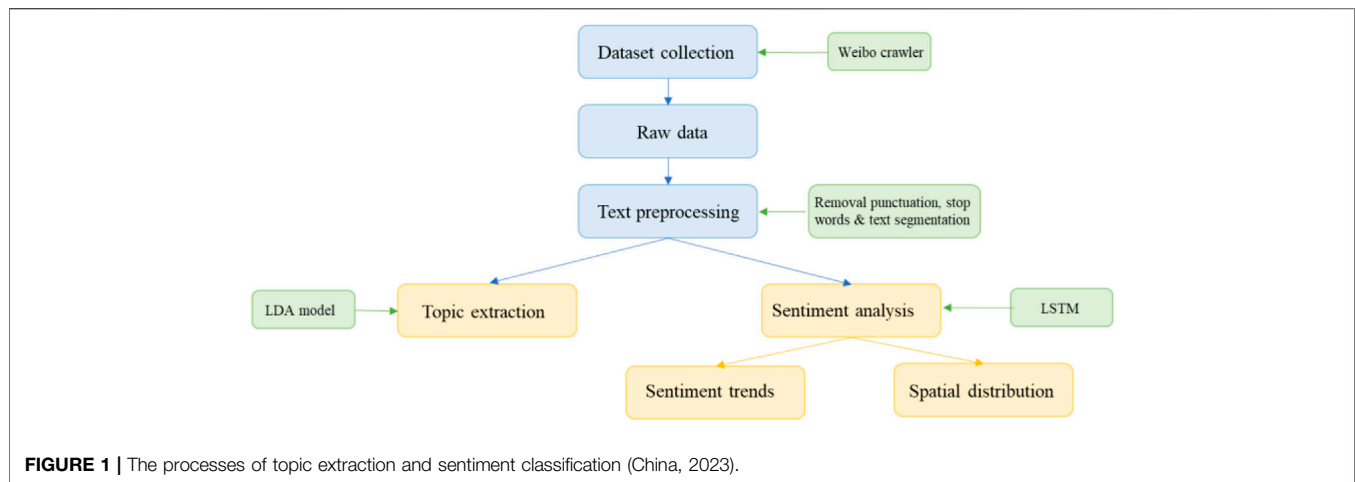 Dataset collection
Weibo crawler
Raw data
Text preprocessing
Removal punctuation, stop
words & text segmentation
LDA model
Topic extraction
Sentiment analysis
LSTM
Sentiment trends
Spatial distribution
FIGURE 1 | The processes of topic extraction and sentiment classification (China, 2023).